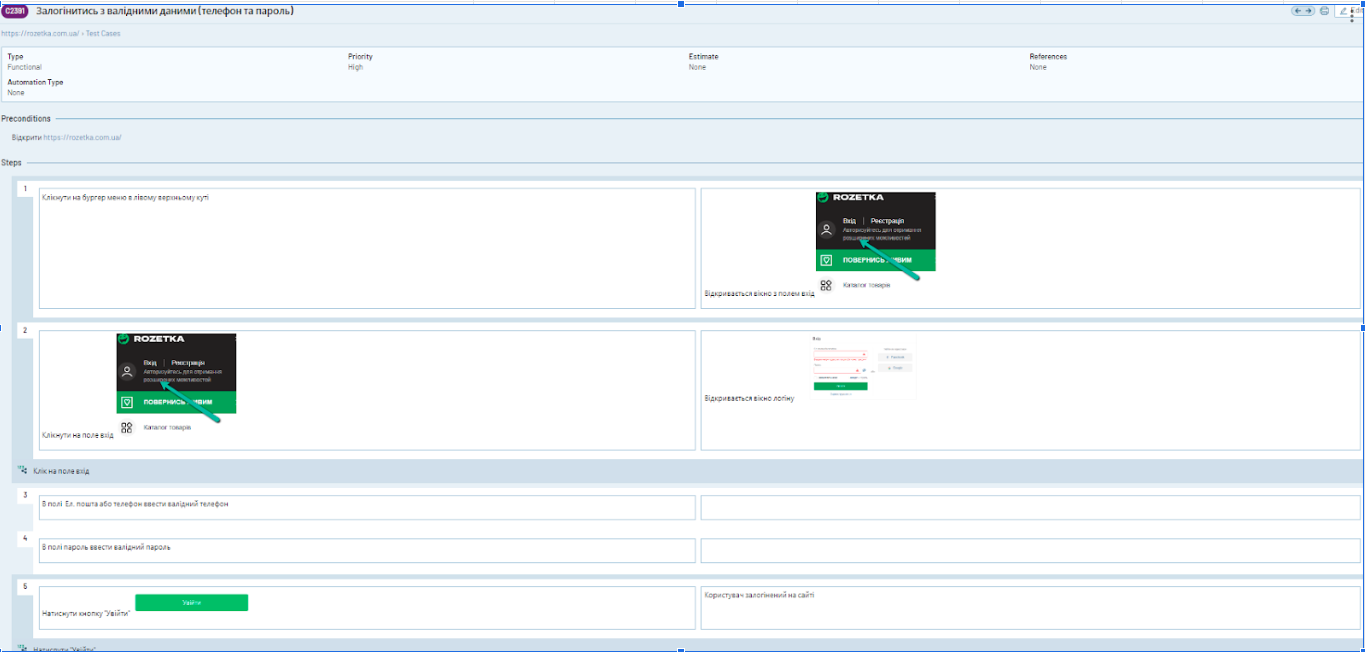 C2391 Залогінитись з валідними даними (телефон та пароль)
https://rozetka.com.ua/ › Test Cases
Type Priority Estimate References
Functional High None None
Automation Type
None
Preconditions
Відкрити https://rozetka.com.ua/
Steps
1
Клікнути на бургер меню в лівому верхньому куті
ROZETKA
Вхід | Реєстрація
Авторизуйтесь для отримання
розширених можливостей
ПОВЕРНИСЬ ЖИВИМ
Каталог товарів
Відкривається вікно з полем вхід
2
ROZETKA
Вхід | Реєстрація
Авторизуйтесь для отримання
розширених можливостей
ПОВЕРНИСЬ ЖИВИМ
Каталог товарів
Клікнути на поле вхід
Відкривається вікно логіну
Клік на поле вхід
3
В полі Ел. пошта або телефон ввести валідний телефон
4
В полі пароль ввести валідний пароль
5
Увійти
Натиснути кнопку "Увійти"
Користувач залогінений на сайті
Натиснути "Увійти"